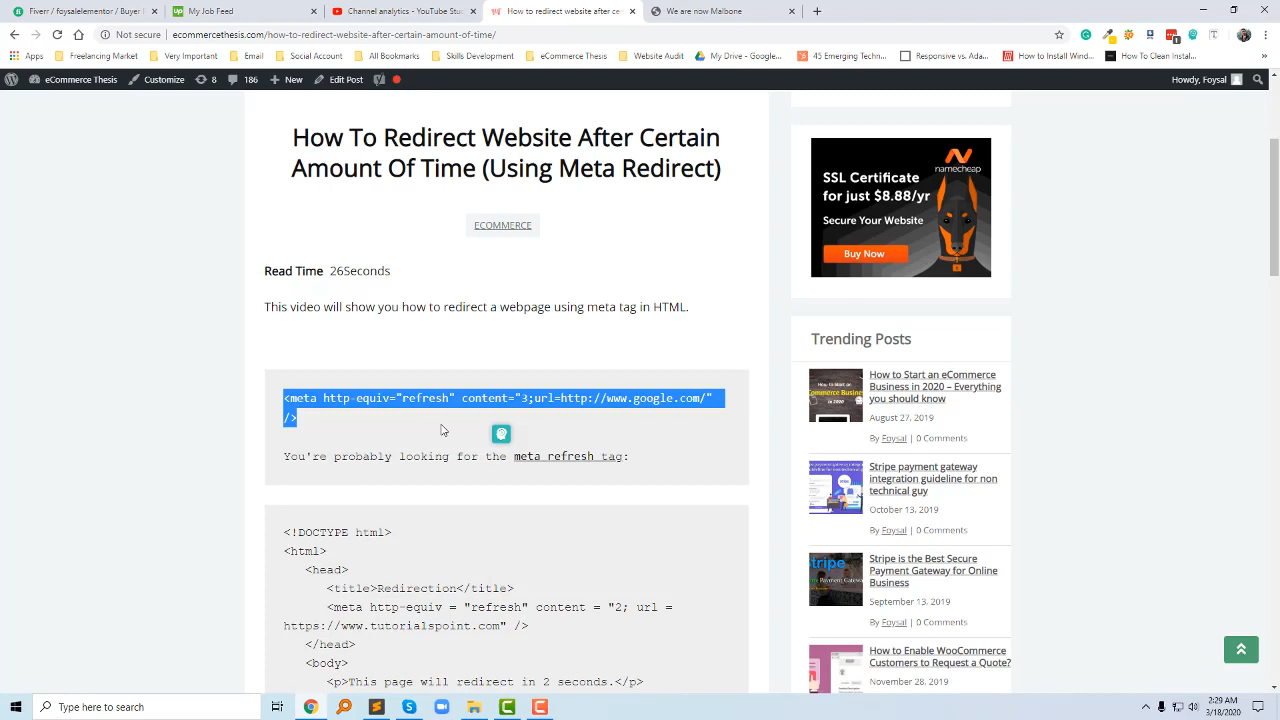 Fiverr / foysalelementor / Buyer
My Job Feed
Channel analytics - YouTube Stu
How to redirect website after ce
We are now Malbone
Not secure | ecommercethesis.com/how-to-redirect-website-after-certain-amount-of-time/
Apps
Freelancing Market
Very Important
Email
Social Account
All Bookmarks
Skills Development
eCommerce Thesis
Website Audit
My Drive - Google...
45 Emerging Techn...
Responsive vs. Ada...
How To Install Win...
How To Clean Instal...
eCommerce Thesis
Customize
8
186
New
Edit Post
Howdy, Foysal
How To Redirect Website After Certain
Amount Of Time (Using Meta Redirect)
ECOMMERCE
Read Time 26Seconds
This video will show you how to redirect a webpage using meta tag in HTML.
<meta http-equiv="refresh" content="3;url=http://www.google.com/"
/>
You're probably looking for the meta refresh tag:
<!DOCTYPE html>
<html>
<head>
<title>Redirection</title>
<meta http-equiv = "refresh" content = "2; url =
https://www.tutorialspoint.com" />
</head>
<body>
<p>This page will redirect in 2 seconds.</p>
namecheap
SSL Certificate
for just $8.88/yr
Secure Your Website
Buy Now
Trending Posts
How to Start an eCommerce
Business in 2020 – Everything
you should know
August 27, 2019
By Foysal | 0 Comments
Stripe payment gateway
integration guideline for non
technical guy
October 13, 2019
By Foysal | 0 Comments
Stripe is the Best Secure
Payment Gateway for Online
Business
September 13, 2019
By Foysal | 0 Comments
How to Enable WooCommerce
Customers to Request a Quote?
November 28, 2019
Type here to search
2:29 AM
3/18/2020